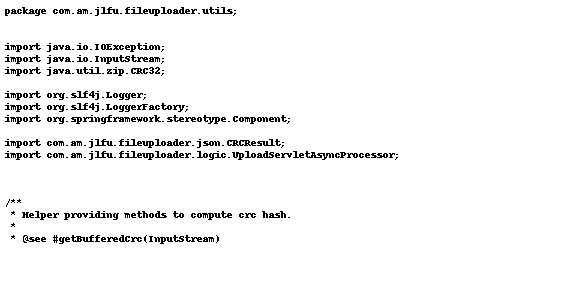 package com.am.jlfu.fileuploader.utils;
import java.io.IOException;
import java.io.InputStream;
import java.util.zip.CRC32;
import org.slf4j.Logger;
import org.slf4j.LoggerFactory;
import org.springframework.stereotype.Component;
import com.am.jlfu.fileuploader.json.CRCResult;
import com.am.jlfu.fileuploader.logic.UploadServletAsyncProcessor;
/**
 * Helper providing methods to compute crc hash.
 *
 * @see #getBufferedCrc(InputStream)